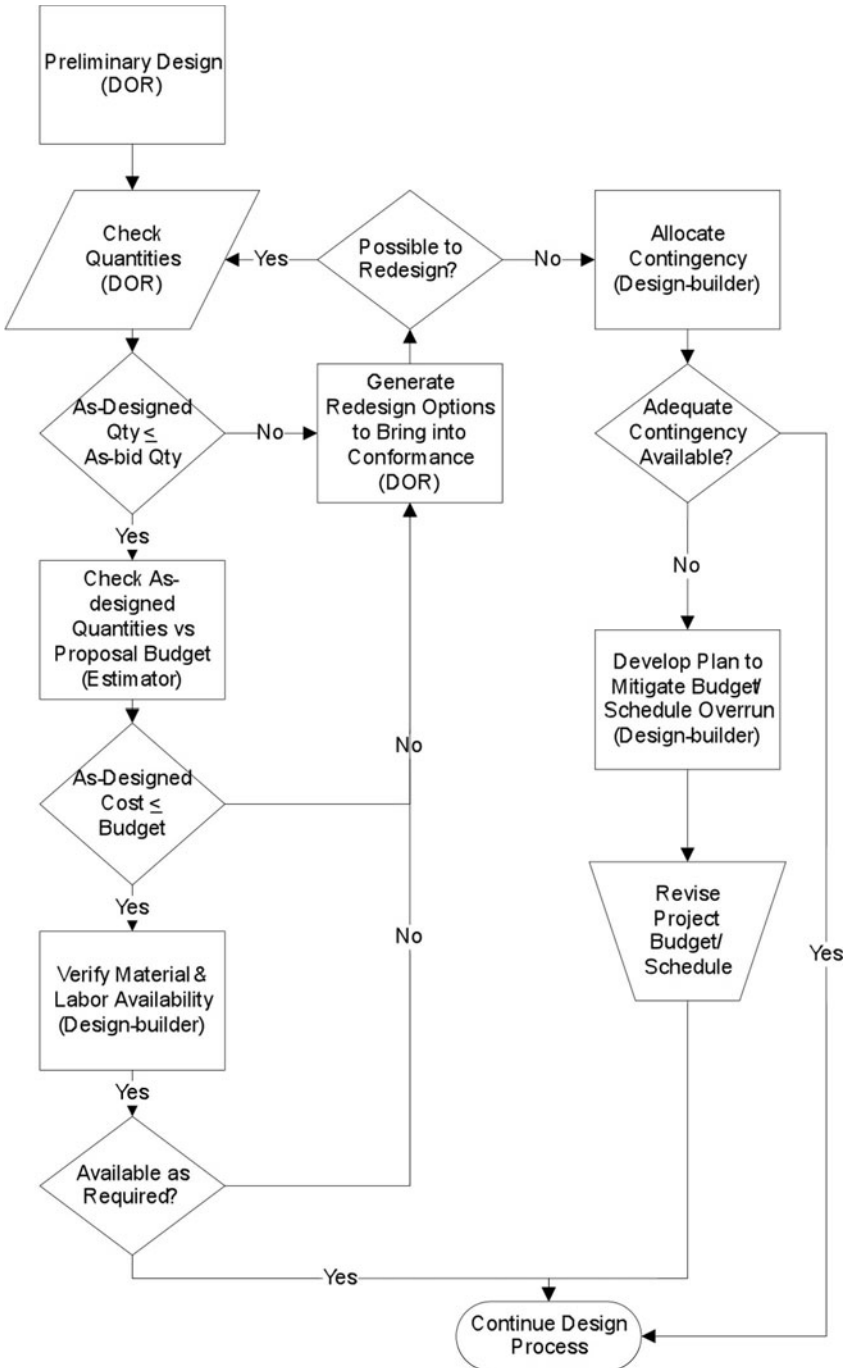 Preliminary Design
(DOR)
Check
Quantities
(DOR)
Yes
Possible to
Redesign?
No
Allocate
Contingency
(Design-builder)
As-Designed
Qty ≤
As-bid Qty
No
Generate
Redesign Options
to Bring into
Conformance
(DOR)
Adequate
Contingency
Available?
Yes
No
Check As-
designed
Quantities vs
Proposal Budget
(Estimator)
Develop Plan to
Mitigate Budget/
Schedule Overrun
(Design-builder)
No
As-Designed
Cost ≤
Budget
Yes
No
Revise
Project
Budget/
Schedule
Yes
Verify Material &
Labor Availability
(Design-builder)
Yes
Available as
Required?
Yes
Continue Design
Process